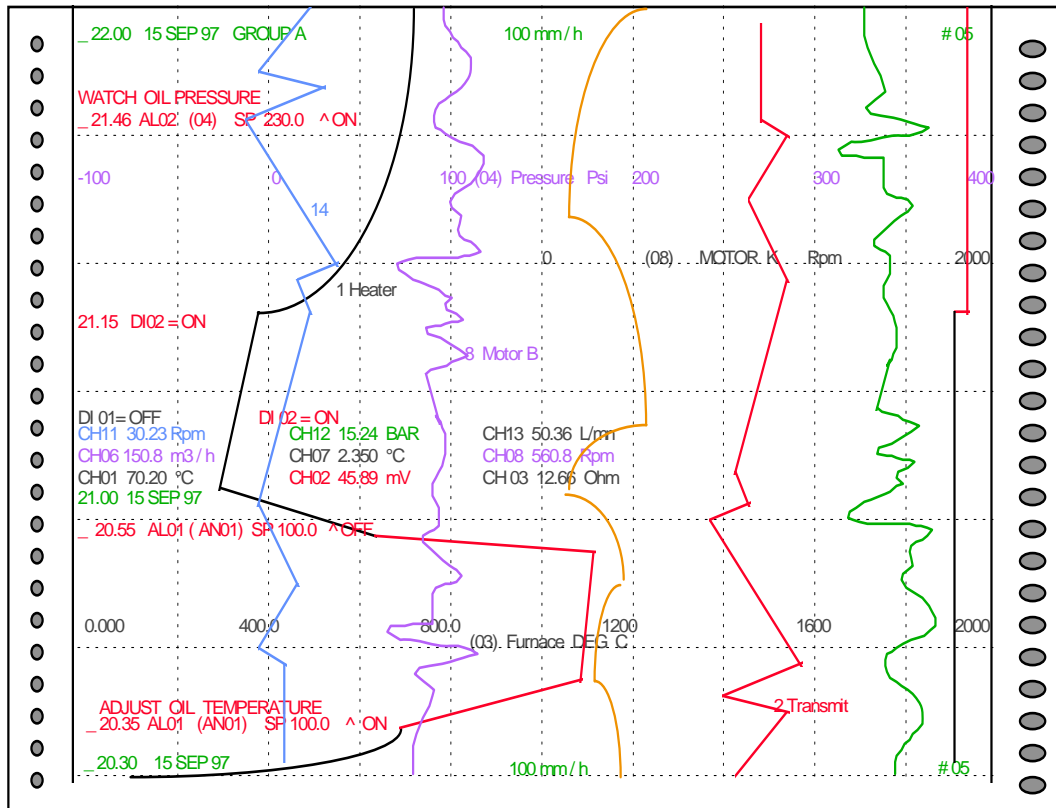 _ 22.00 15 SEP 97 GROUP A 100 mm / h # 05
WATCH OIL PRESSURE
_ 21.46 AL02 (04) SP 230.0 ^ ON
-100 0 100 (04) Pressure Psi 200 300 400
14
0 (08) MOTOR K Rpm 2000
1 Heater
21.15 DI02 = ON
8 Motor B
DI 01= OFF DI 02 = ON
CH11 30.23 Rpm CH12 15.24 BAR CH13 50.36 L/mn
CH06 150.8 m3 / h CH07 2.350 °C CH08 560.8 Rpm
CH01 70.20 °C CH02 45.89 mV CH 03 12.66 Ohm
21.00 15 SEP 97
_ 20.55 AL01 ( AN01) SP 100.0 ^ OFF
0.000 400.0 800.0 (03) Furnace DEG C 1200 1600 2000
ADJUST OIL TEMPERATURE
_ 20.35 AL01 (AN01) SP 100.0 ^ ON
2 Transmit
_ 20.30 15 SEP 97 100 mm / h # 05